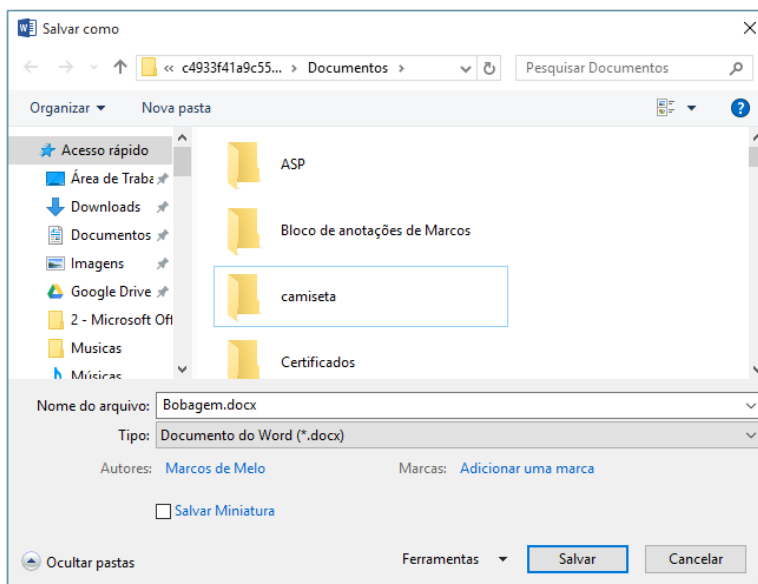 Salvar como
« c4933f41a9c55... > Documentos >
Pesquisar Documentos
Organizar
Nova pasta
?
Acesso rápido
Área de Traba
Downloads
Documentos
Imagens
Google Drive
2 - Microsoft Off
Musicas
Músicas
ASP
Bloco de anotações de Marcos
camiseta
Certificados
Nome do arquivo: Bobagem.docx
Tipo: Documento do Word (*.docx)
Autores: Marcos de Melo
Marcas: Adicionar uma marca
Salvar Miniatura
Ocultar pastas
Ferramentas
Salvar
Cancelar